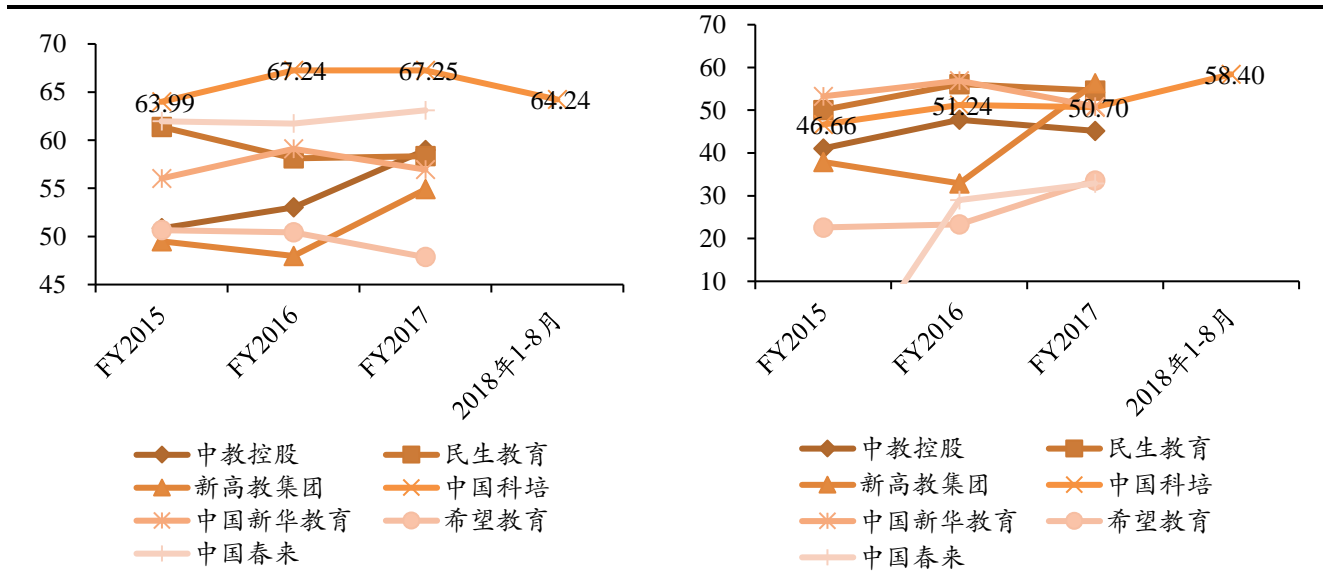 70
65
60
55
50
45
63.99
67.24
67.25
64.24
FY2015
FY2016
FY2017
2018年1-8月
中教控股
民生教育
新高教集团
中国科培
中国新华教育
希望教育
中国春来
70
60
50
40
30
20
10
46.66
51.24
50.70
58.40
FY2015
FY2016
FY2017
2018年1-8月
中教控股
民生教育
新高教集团
中国科培
中国新华教育
希望教育
中国春来